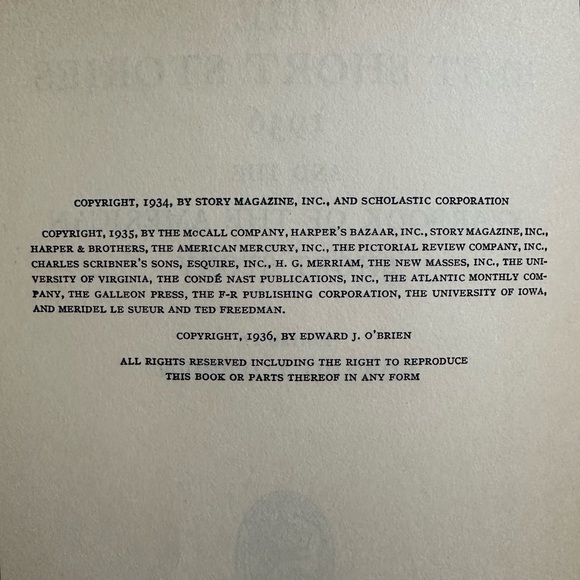 COPYRIGHT, 1934, BY STORY MAGAZINE, INC., AND SCHOLASTIC CORPORATION
COPYRIGHT, 1935, BY THE McCALL COMPANY, HARPER'S BAZAAR, INC., STORY MAGAZINE, INC.,
HARPER & BROTHERS, THE AMERICAN MERCURY, INC., THE PICTORIAL REVIEW COMPANY, INC.,
CHARLES SCRIBNER'S SONS, ESQUIRE, INC., H. G. MERRIAM, THE NEW MASSES, INC., THE UNI-
VERSITY OF VIRGINIA, THE CONDÉ NAST PUBLICATIONS, INC., THE ATLANTIC MONTHLY COM-
PANY, THE GALLEON PRESS, THE F-R PUBLISHING CORPORATION, THE UNIVERSITY OF IOWA,
AND MERIDEL LE SUEUR AND TED FREEDMAN.
COPYRIGHT, 1936, BY EDWARD J. O'BRIEN
ALL RIGHTS RESERVED INCLUDING THE RIGHT TO REPRODUCE
THIS BOOK OR PARTS THEREOF IN ANY FORM